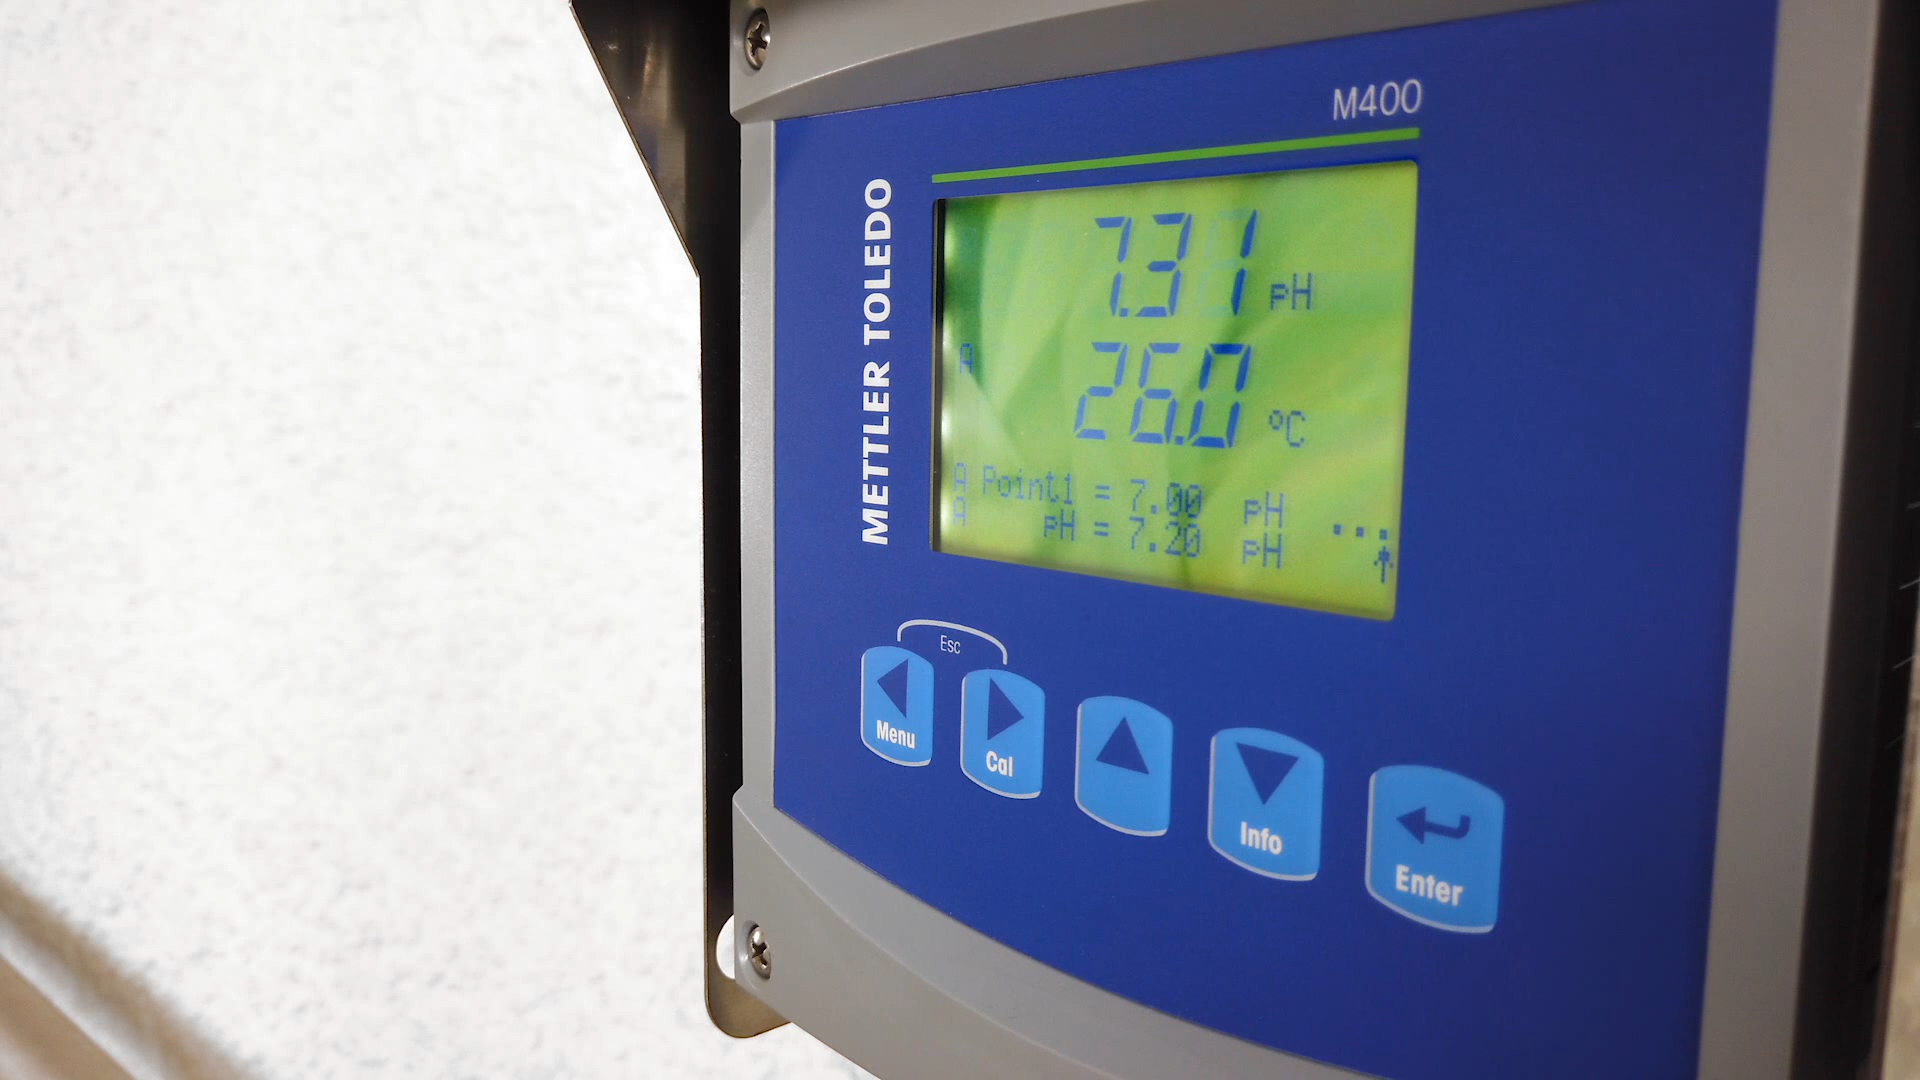 M400
METTLER TOLEDO
7.31 pH
A 26.0 °C
A Point1 = 7.00 pH
A pH = 7.20 pH ...
↑
Esc
Menu
Cal
Info
Enter